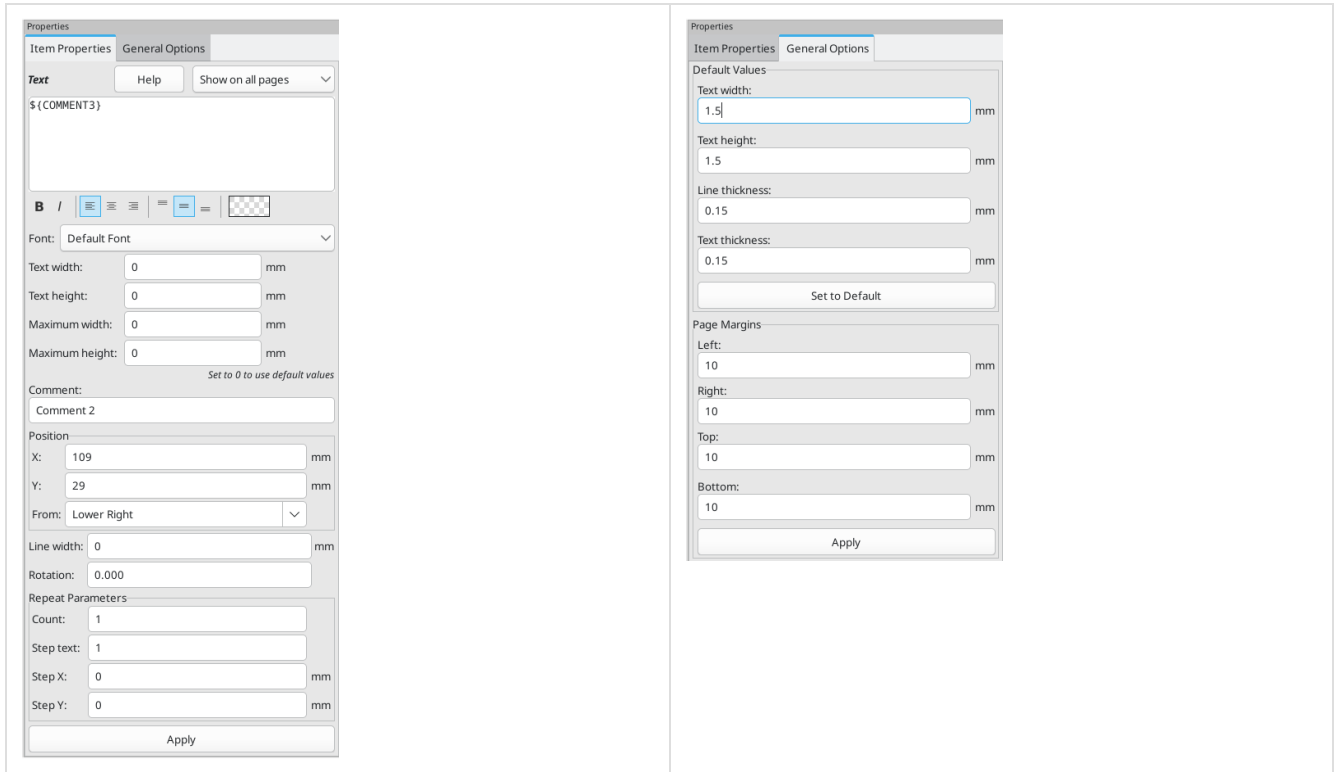 Properties
Item Properties General Options
Text Help Show on all pages
${COMMENT3}
B I
Font: Default Font
Text width: 0 mm
Text height: 0 mm
Maximum width: 0 mm
Maximum height: 0 mm
Set to 0 to use default values
Comment:
Comment 2
Position
X: 109 mm
Y: 29 mm
From: Lower Right
Line width: 0 mm
Rotation: 0.000
Repeat Parameters
Count: 1
Step text: 1
Step X: 0 mm
Step Y: 0 mm
Apply
Properties
Item Properties General Options
Default Values
Text width:
1.5 mm
Text height:
1.5 mm
Line thickness:
0.15 mm
Text thickness:
0.15 mm
Set to Default
Page Margins
Left:
10 mm
Right:
10 mm
Top:
10 mm
Bottom:
10 mm
Apply